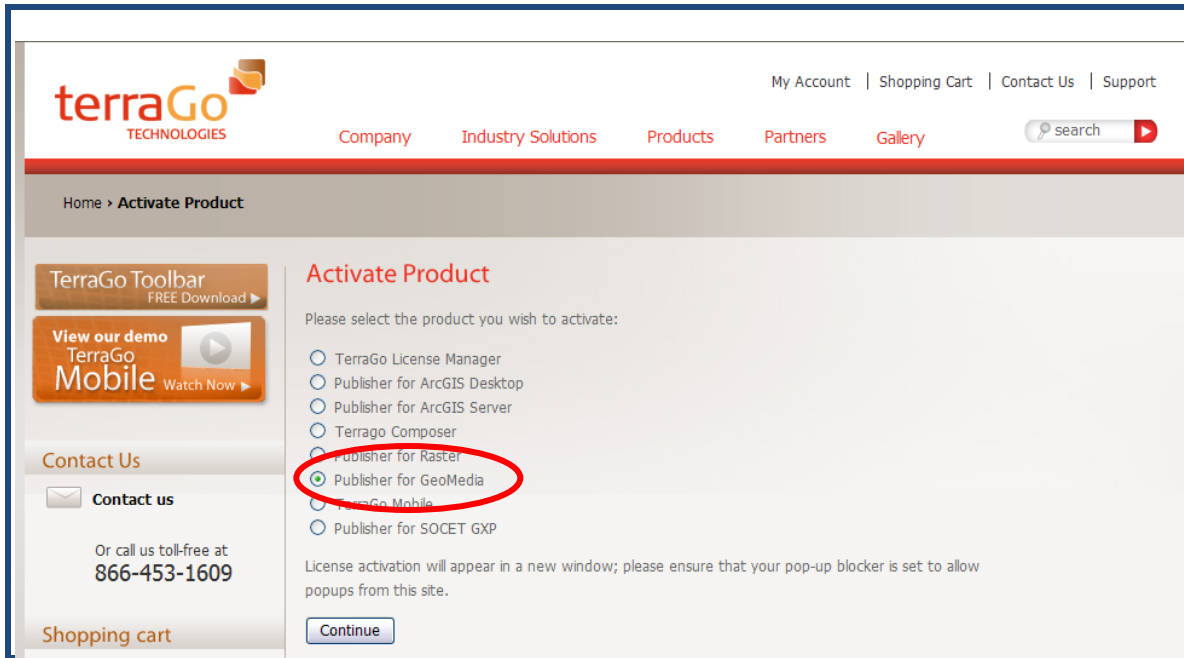 terraGo
TECHNOLOGIES
My Account | Shopping Cart | Contact Us | Support
Company Industry Solutions Products Partners Gallery
search
Home › Activate Product
TerraGo Toolbar
FREE Download
View our demo
TerraGo
Mobile Watch Now
Contact Us
Contact us
Or call us toll-free at
866-453-1609
Shopping cart
Activate Product
Please select the product you wish to activate:
TerraGo License Manager
Publisher for ArcGIS Desktop
Publisher for ArcGIS Server
Terrago Composer
Publisher for Raster
Publisher for GeoMedia
TerraGo Mobile
Publisher for SOCET GXP
License activation will appear in a new window; please ensure that your pop-up blocker is set to allow
popups from this site.
Continue